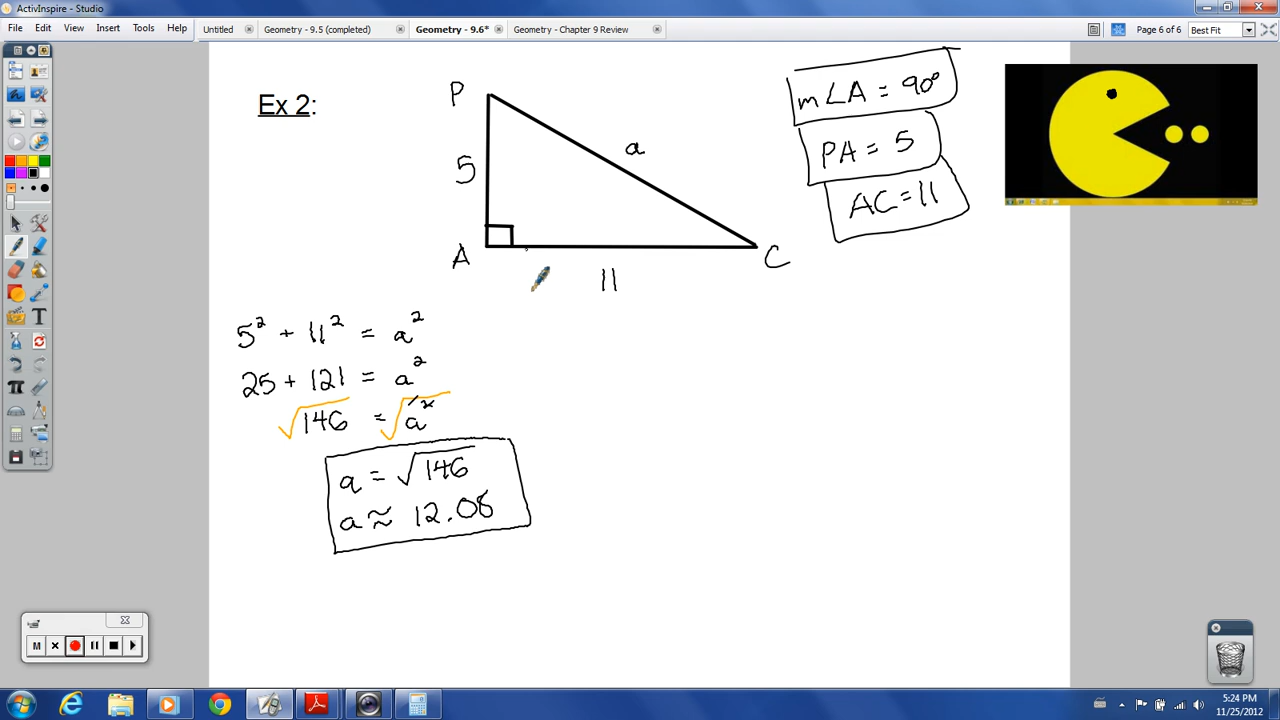 ActivInspire - Studio
File Edit View Insert Tools Help
Untitled
Geometry - 9.5 (completed)
Geometry - 9.6*
Geometry - Chapter 9 Review
Page 6 of 6
Best Fit
Ex 2:
P
5
a
A
C
11
m∠A = 90°
PA = 5
AC = 11
5² + 11² = a²
25 + 121 = a²
√146 = √a²
a = √146
a ≈ 12.08
M
5:24 PM
11/25/2012